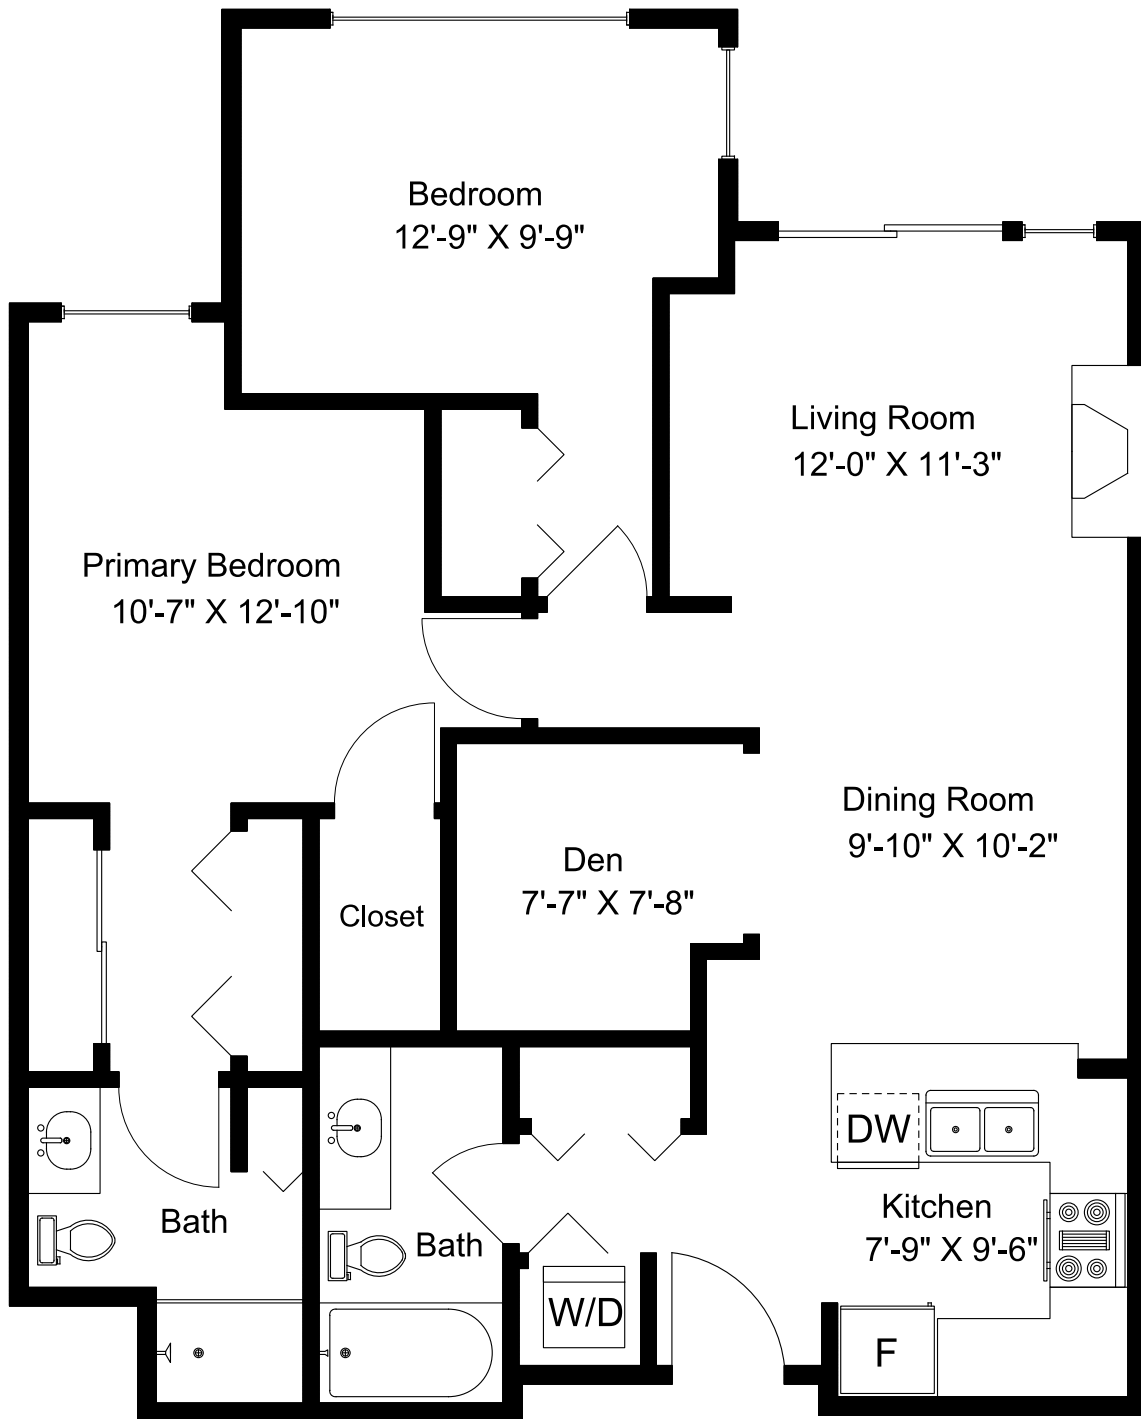 Bedroom
12'-9" X 9'-9"
Living Room
12'-0" X 11'-3"
Primary Bedroom
10'-7" X 12'-10"
Dining Room
9'-10" X 10'-2"
Den
7'-7" X 7'-8"
Closet
DW
Kitchen
7'-9" X 9'-6"
Bath
Bath
W/D
F